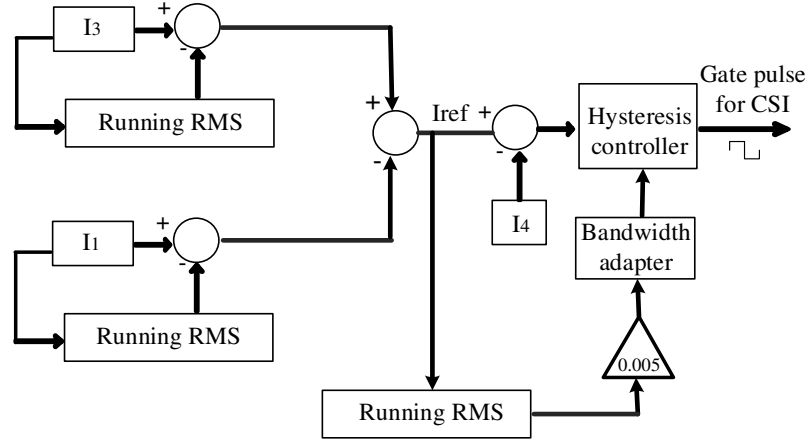 I3
+
-
Running RMS
+
Iref
+
-
-
Hysteresis
controller
Gate pulse
for CSI
I4
I1
+
-
Running RMS
Bandwidth
adapter
0.005
Running RMS